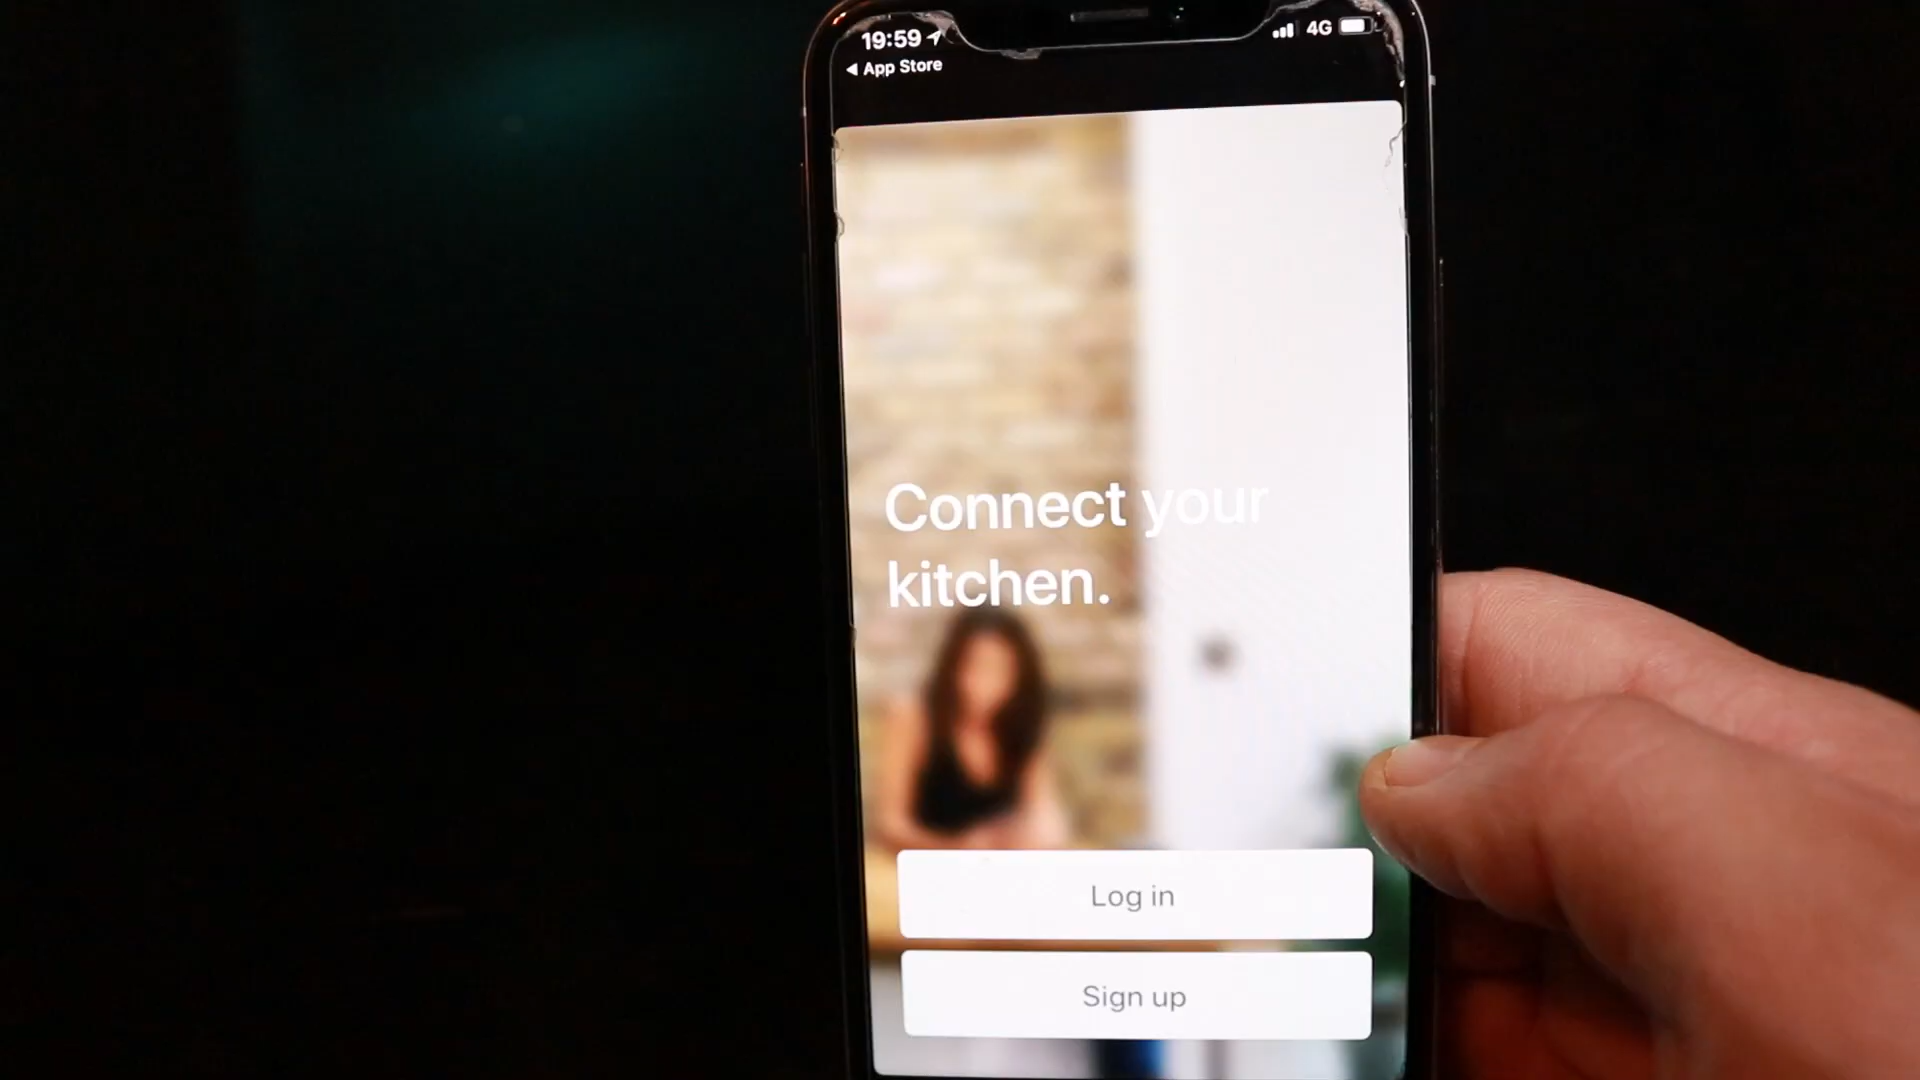 19:59
4G
◀ App Store
Connect your
kitchen.
Log in
Sign up